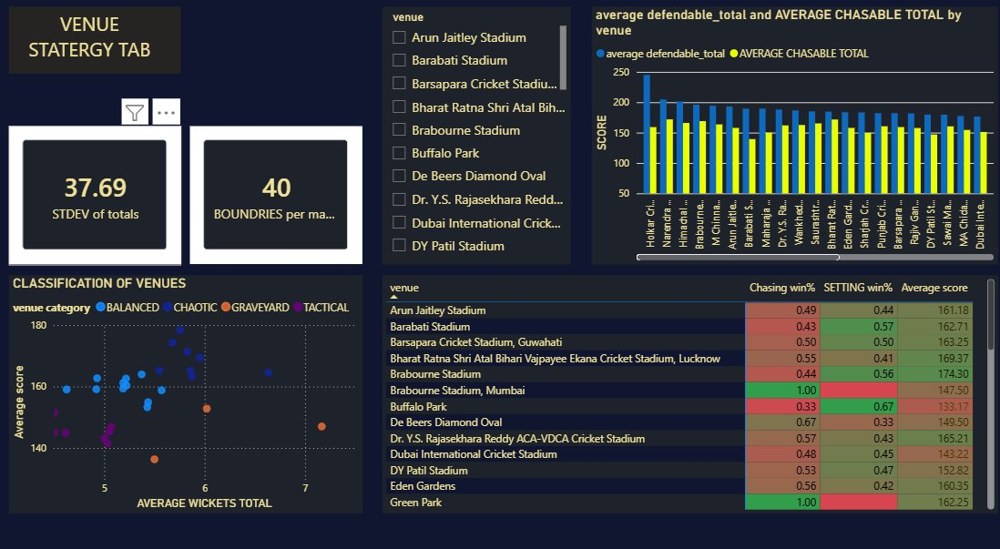 VENUE
STATERGY TAB
37.69
STDEV of totals
40
BOUNDRIES per ma...
venue
Arun Jaitley Stadium
Barabati Stadium
Barsapara Cricket Stadiu...
Bharat Ratna Shri Atal Bih...
Brabourne Stadium
Buffalo Park
De Beers Diamond Oval
Dr. Y.S. Rajasekhara Redd...
Dubai International Crick...
DY Patil Stadium
average defendable_total and AVERAGE CHASABLE TOTAL by
venue
average defendable_total AVERAGE CHASABLE TOTAL
SCORE
250
200
150
100
50
Holkar Cri...
Narendra ...
Himachal ...
Brabourne...
M Chinna...
Arun Jaitle...
Barabati S...
Maharaja ...
Dr. Y.S. Ra...
Wankhed...
Saurashtr...
Bharat Rat...
Eden Gard...
Sharjah Cr...
Punjab Cri...
Barsapara ...
Rajiv Gan...
DY Patil St...
Sawai Ma...
MA Chida...
Dubai Inte...
CLASSIFICATION OF VENUES
venue category BALANCED CHAOTIC GRAVEYARD TACTICAL
Average score
180
160
140
5 6 7
AVERAGE WICKETS TOTAL
venue Chasing win% SETTING win% Average score
Arun Jaitley Stadium 0.49 0.44 161.18
Barabati Stadium 0.43 0.57 162.71
Barsapara Cricket Stadium, Guwahati 0.50 0.50 163.25
Bharat Ratna Shri Atal Bihari Vajpayee Ekana Cricket Stadium, Lucknow 0.55 0.41 169.37
Brabourne Stadium 0.44 0.56 174.30
Brabourne Stadium, Mumbai 1.00 147.50
Buffalo Park 0.33 0.67 133.17
De Beers Diamond Oval 0.67 0.33 149.50
Dr. Y.S. Rajasekhara Reddy ACA-VDCA Cricket Stadium 0.57 0.43 165.21
Dubai International Cricket Stadium 0.48 0.45 143.22
DY Patil Stadium 0.53 0.47 152.82
Eden Gardens 0.56 0.42 160.35
Green Park 1.00 162.25